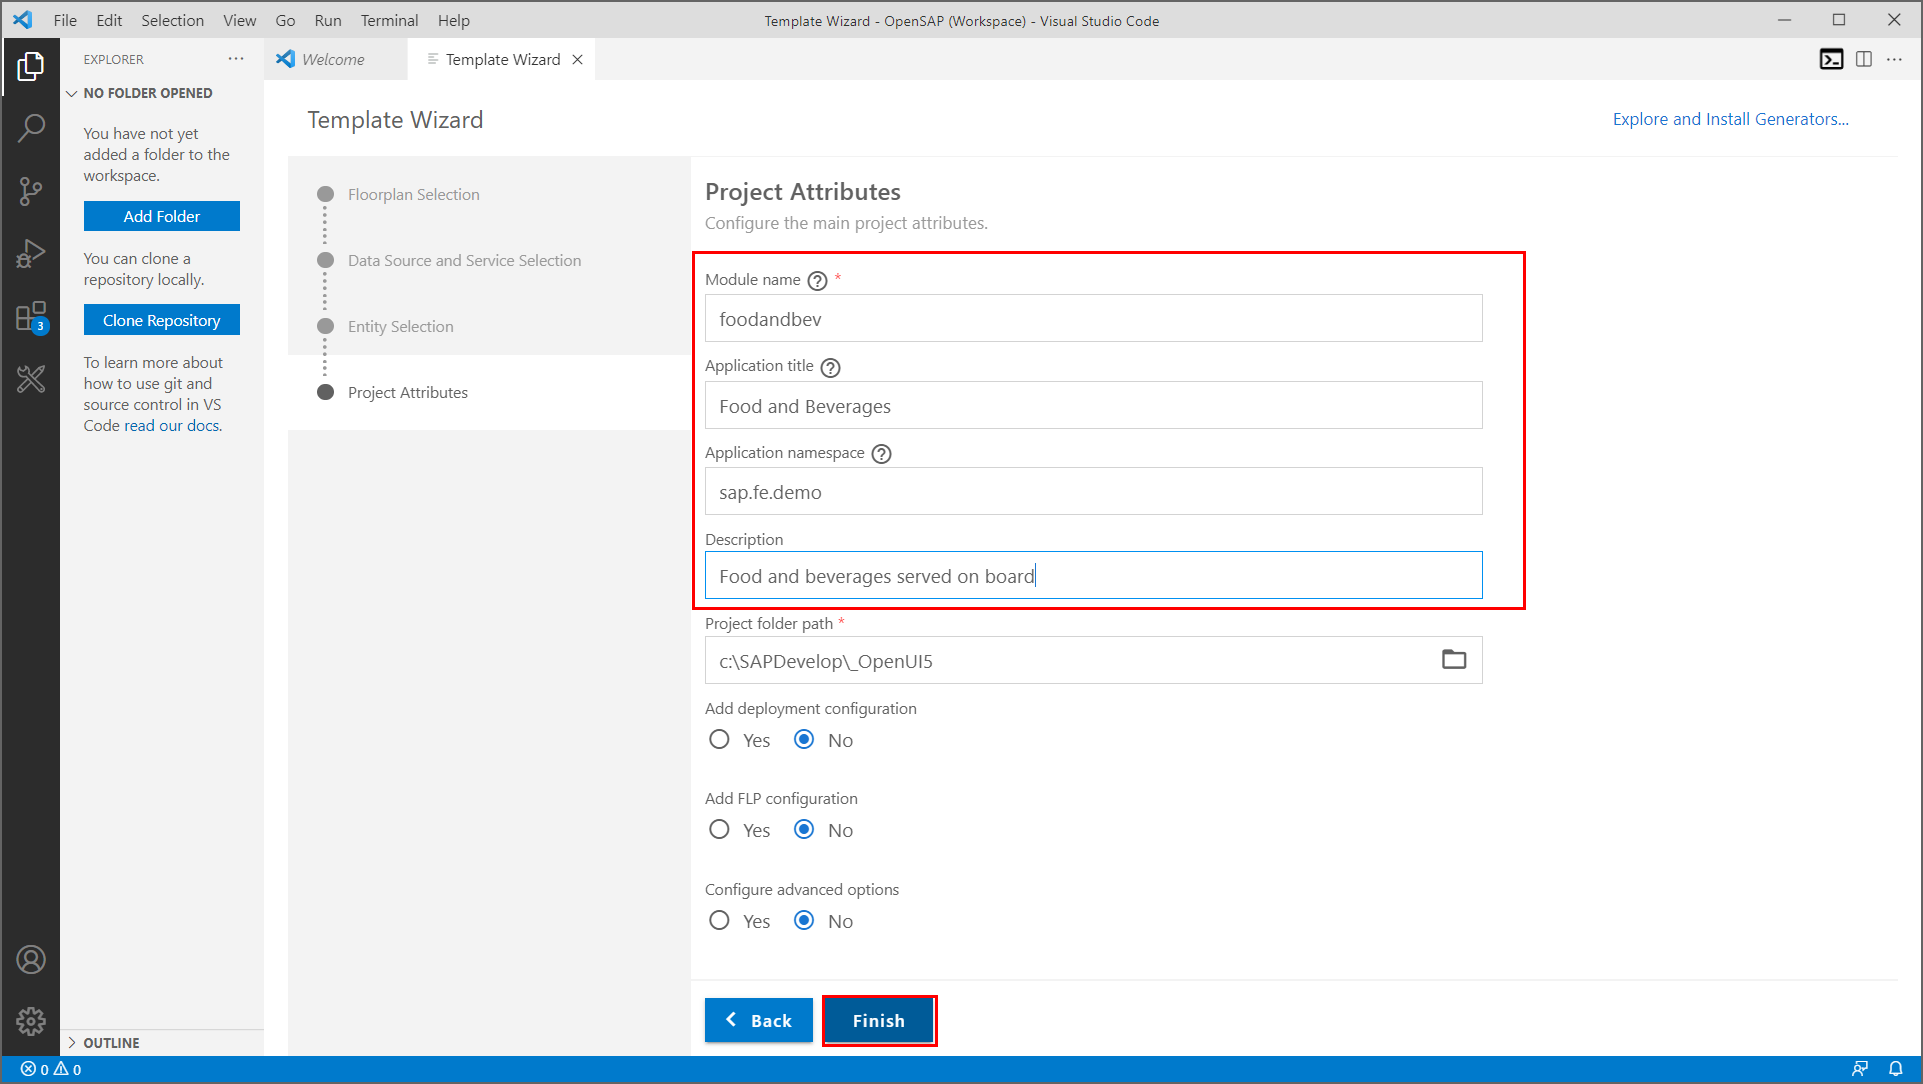 File Edit Selection View Go Run Terminal Help
Template Wizard - OpenSAP (Workspace) - Visual Studio Code
EXPLORER
NO FOLDER OPENED
You have not yet
added a folder to the
workspace.
Add Folder
You can clone a
repository locally.
Clone Repository
To learn more about
how to use git and
source control in VS
Code read our docs.
OUTLINE
3
Welcome
Template Wizard
Template Wizard
Explore and Install Generators...
Floorplan Selection
Data Source and Service Selection
Entity Selection
Project Attributes
Project Attributes
Configure the main project attributes.
Module name ? *
foodandbev
Application title ?
Food and Beverages
Application namespace ?
sap.fe.demo
Description
Food and beverages served on board
Project folder path *
c:\SAPDevelop\_OpenUI5
Add deployment configuration
Yes No
Add FLP configuration
Yes No
Configure advanced options
Yes No
Back
Finish
0 0